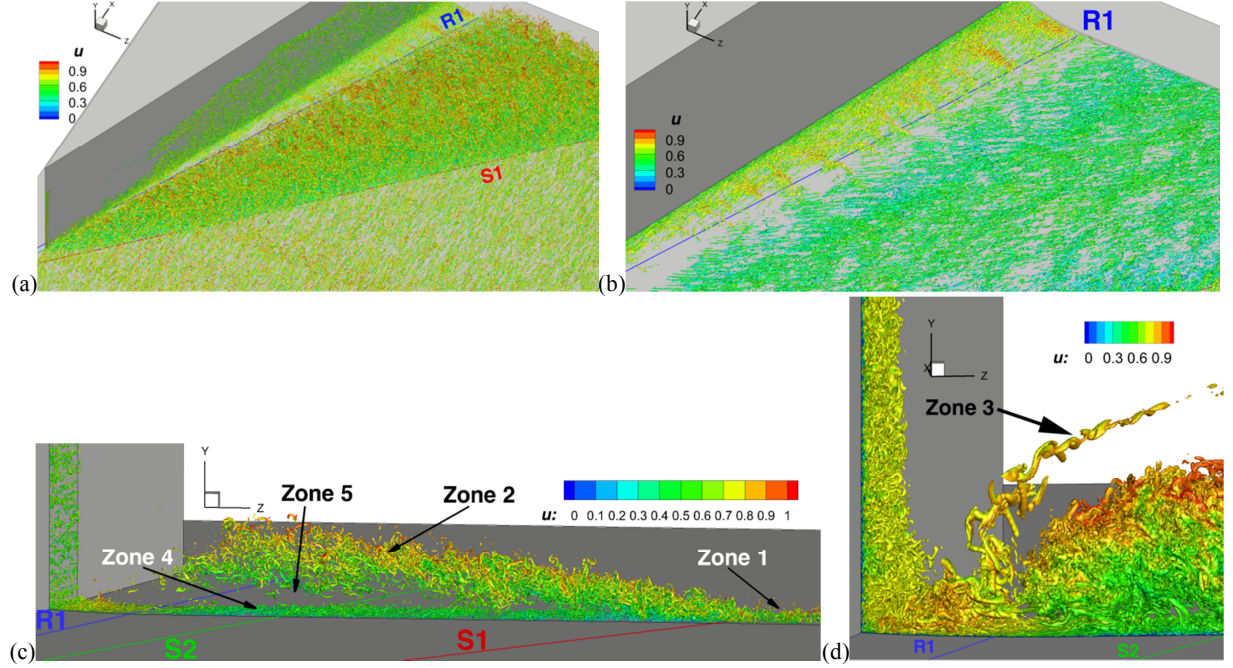 Y
X
Z
u
0.9
0.6
0.3
0
R1
S1
(a)
Y
X
Z
R1
u
0.9
0.6
0.3
0
(b)
Y
Z
Zone 5
Zone 2
u: 0 0.1 0.2 0.3 0.4 0.5 0.6 0.7 0.8 0.9 1
Zone 4
Zone 1
R1
S2
S1
(c)
Y
X
Z
u: 0 0.3 0.6 0.9
Zone 3
R1
S2
(d)